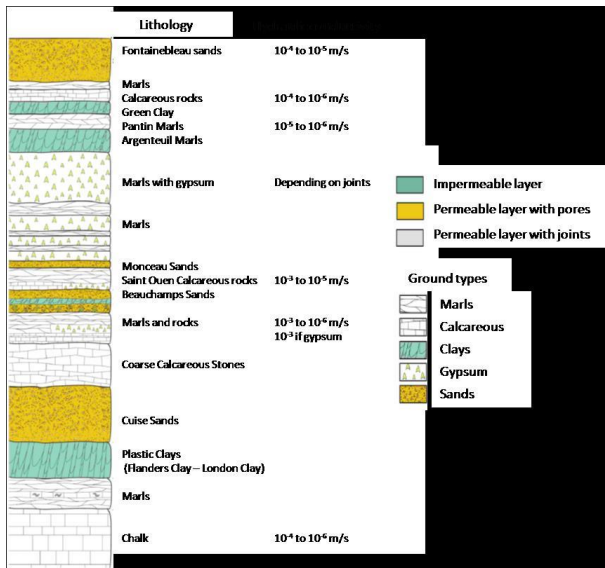 Lithology
Fontainebleau sands 10⁻⁴ to 10⁻⁵ m/s
Marls
Calcareous rocks 10⁻⁴ to 10⁻⁶ m/s
Green Clay
Pantin Marls 10⁻⁵ to 10⁻⁶ m/s
Argenteuil Marls
Marls with gypsum Depending on joints
Marls
Monceau Sands
Saint Ouen Calcareous rocks 10⁻³ to 10⁻⁵ m/s
Beauchamps Sands
Marls and rocks 10⁻³ to 10⁻⁶ m/s
10⁻³ if gypsum
Coarse Calcareous Stones
Cuise Sands
Plastic Clays
(Flanders Clay – London Clay)
Marls
Chalk 10⁻⁴ to 10⁻⁶ m/s
Impermeable layer
Permeable layer with pores
Permeable layer with joints
Ground types
Marls
Calcareous
Clays
Gypsum
Sands